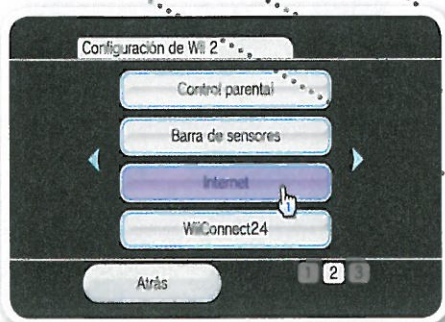 Configuración de Wii 2
Control parental
Barra de sensores
Internet
WiiConnect24
Atrás
1 2 3